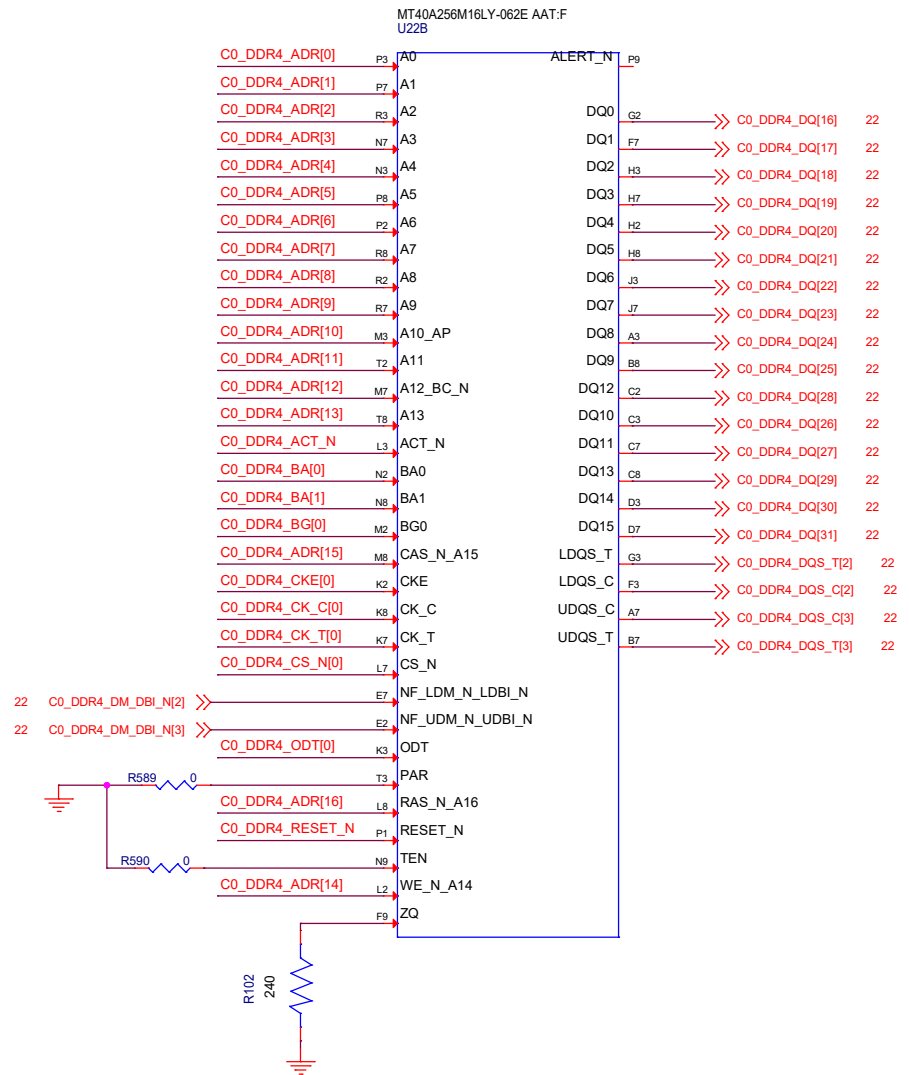 MT40A256M16LY-062E AAT:F
U22B
C0_DDR4_ADR[0] P3 A0 ALERT_N P9
C0_DDR4_ADR[1] P7 A1
C0_DDR4_ADR[2] R3 A2 DQ0 G2 C0_DDR4_DQ[16] 22
C0_DDR4_ADR[3] N7 A3 DQ1 F7 C0_DDR4_DQ[17] 22
C0_DDR4_ADR[4] N3 A4 DQ2 H3 C0_DDR4_DQ[18] 22
C0_DDR4_ADR[5] P8 A5 DQ3 H7 C0_DDR4_DQ[19] 22
C0_DDR4_ADR[6] P2 A6 DQ4 H2 C0_DDR4_DQ[20] 22
C0_DDR4_ADR[7] R8 A7 DQ5 H8 C0_DDR4_DQ[21] 22
C0_DDR4_ADR[8] R2 A8 DQ6 J3 C0_DDR4_DQ[22] 22
C0_DDR4_ADR[9] R7 A9 DQ7 J7 C0_DDR4_DQ[23] 22
C0_DDR4_ADR[10] M3 A10_AP DQ8 A3 C0_DDR4_DQ[24] 22
C0_DDR4_ADR[11] T2 A11 DQ9 B8 C0_DDR4_DQ[25] 22
C0_DDR4_ADR[12] M7 A12_BC_N DQ12 C2 C0_DDR4_DQ[28] 22
C0_DDR4_ADR[13] T8 A13 DQ10 C3 C0_DDR4_DQ[26] 22
C0_DDR4_ACT_N L3 ACT_N DQ11 C7 C0_DDR4_DQ[27] 22
C0_DDR4_BA[0] N2 BA0 DQ13 C8 C0_DDR4_DQ[29] 22
C0_DDR4_BA[1] N8 BA1 DQ14 D3 C0_DDR4_DQ[30] 22
C0_DDR4_BG[0] M2 BG0 DQ15 D7 C0_DDR4_DQ[31] 22
C0_DDR4_ADR[15] M8 CAS_N_A15 LDQS_T G3 C0_DDR4_DQS_T[2] 22
C0_DDR4_CKE[0] K2 CKE LDQS_C F3 C0_DDR4_DQS_C[2] 22
C0_DDR4_CK_C[0] K8 CK_C UDQS_C A7 C0_DDR4_DQS_C[3] 22
C0_DDR4_CK_T[0] K7 CK_T UDQS_T B7 C0_DDR4_DQS_T[3] 22
C0_DDR4_CS_N[0] L7 CS_N
22 C0_DDR4_DM_DBI_N[2] E7 NF_LDM_N_LDBI_N
22 C0_DDR4_DM_DBI_N[3] E2 NF_UDM_N_UDBI_N
C0_DDR4_ODT[0] K3 ODT
R589 0 T3 PAR
C0_DDR4_ADR[16] L8 RAS_N_A16
C0_DDR4_RESET_N P1 RESET_N
R590 0 N9 TEN
C0_DDR4_ADR[14] L2 WE_N_A14
F9 ZQ
R102
240